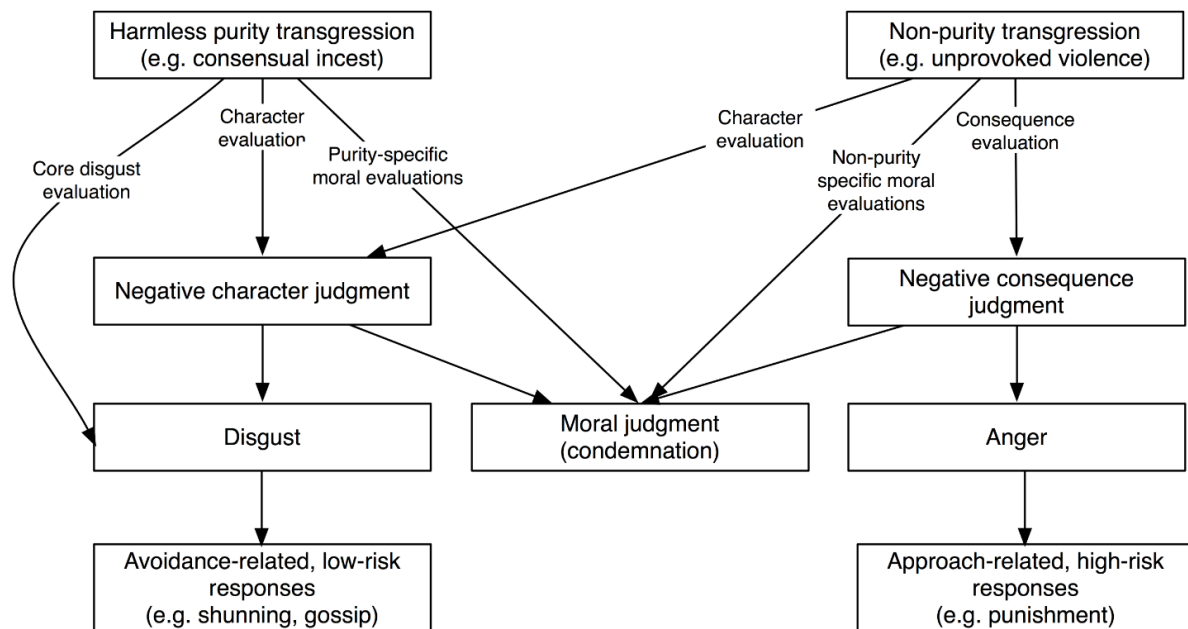 Harmless purity transgression
(e.g. consensual incest)
Non-purity transgression
(e.g. unprovoked violence)
Core disgust
evaluation
Character
evaluation
Purity-specific
moral evaluations
Character
evaluation
Non-purity
specific moral
evaluations
Consequence
evaluation
Negative character judgment
Negative consequence
judgment
Disgust
Moral judgment
(condemnation)
Anger
Avoidance-related, low-risk
responses
(e.g. shunning, gossip)
Approach-related, high-risk
responses
(e.g. punishment)